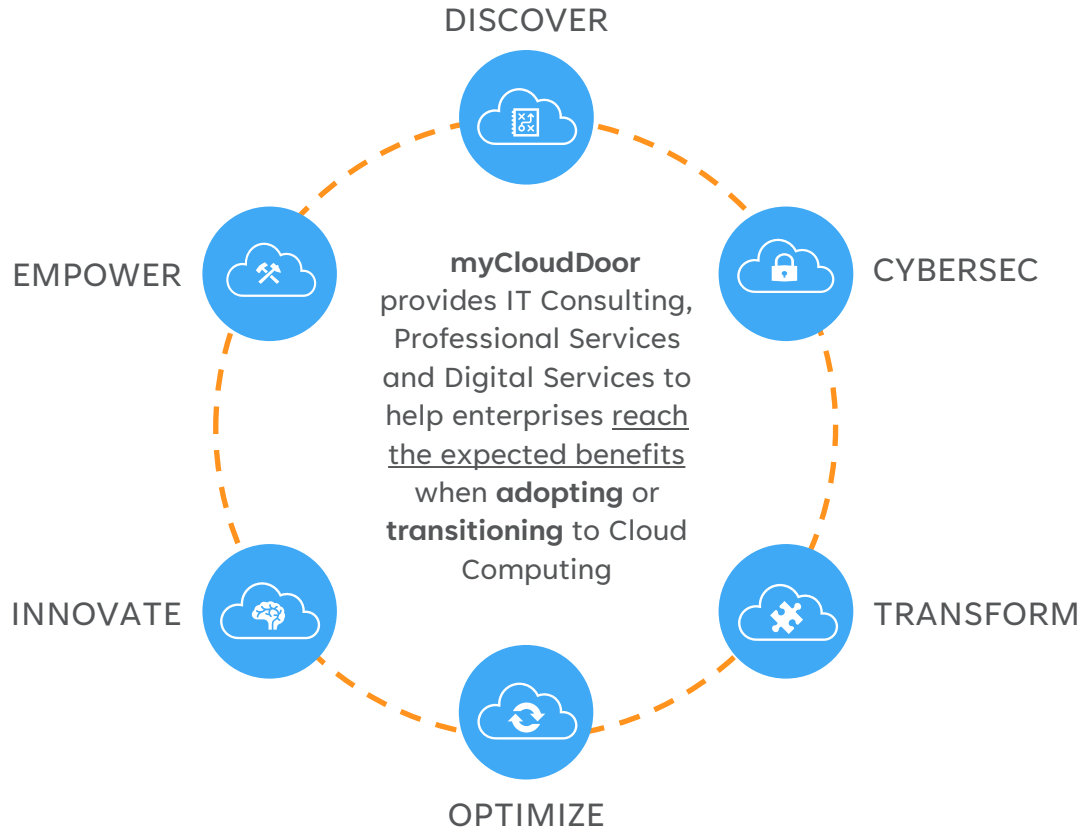 DISCOVER
EMPOWER
CYBERSEC
myCloudDoor
provides IT Consulting,
Professional Services
and Digital Services to
help enterprises reach
the expected benefits
when adopting or
transitioning to Cloud
Computing
INNOVATE
TRANSFORM
OPTIMIZE